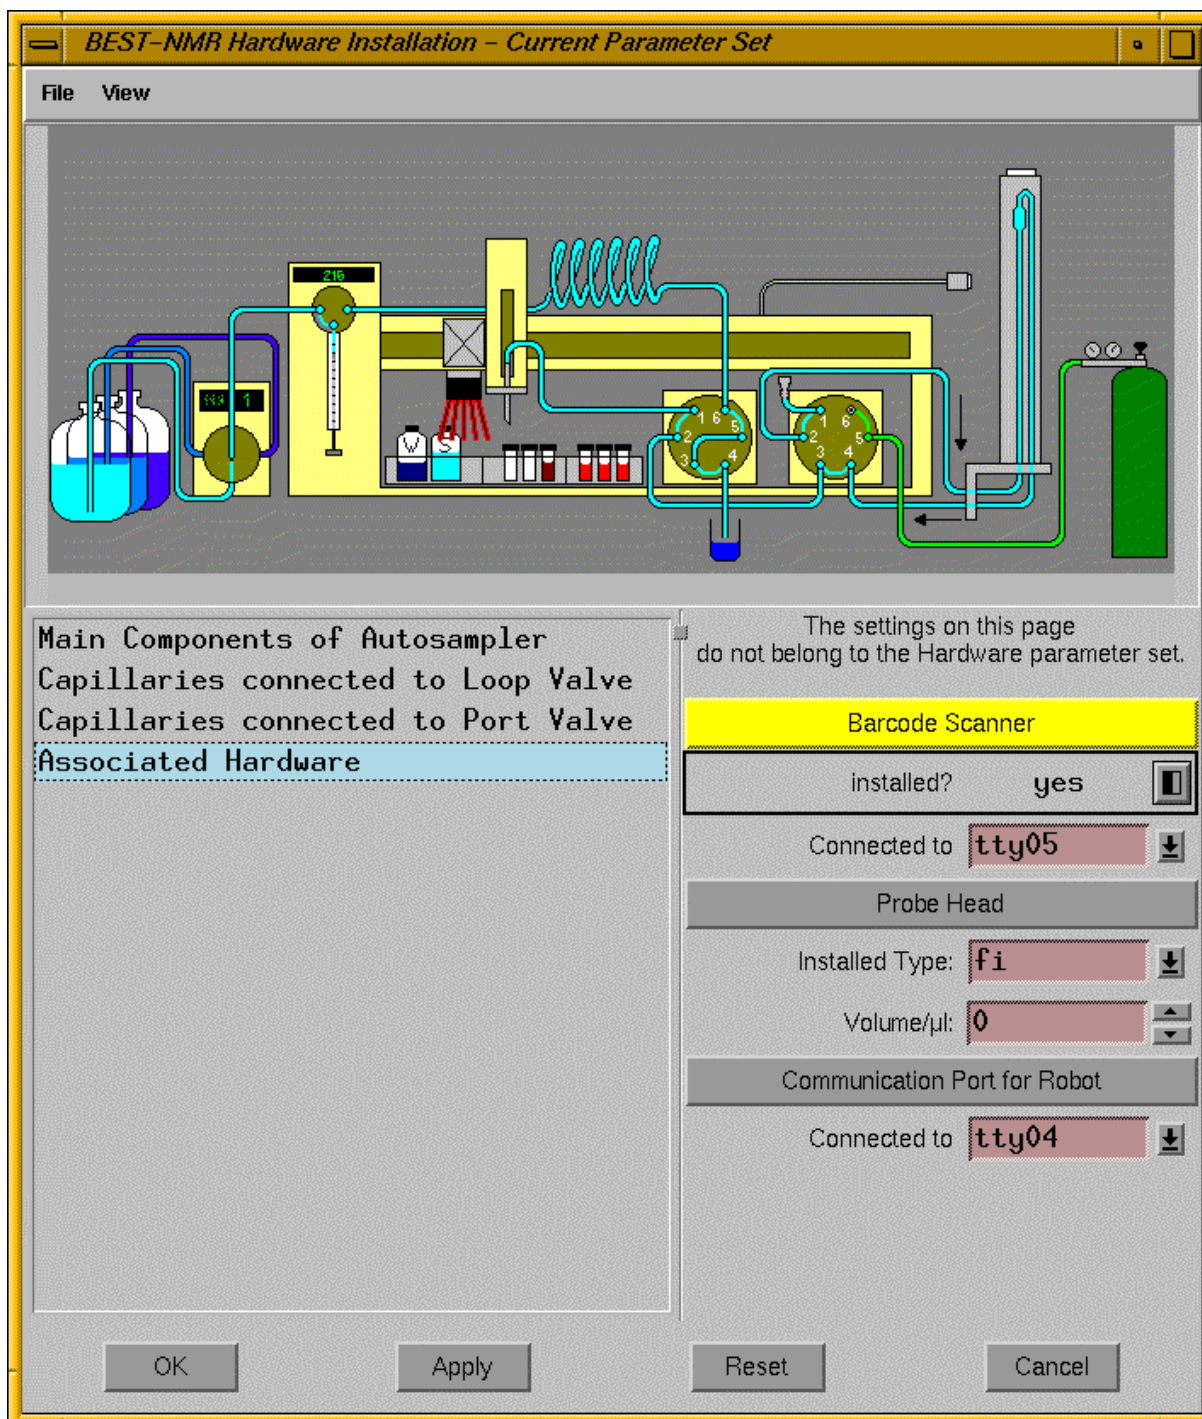 BEST-NMR Hardware Installation - Current Parameter Set
File View
216
1
V S
1 6 5 4 3 2
1 6 5 4 3 2
Main Components of Autosampler
Capillaries connected to Loop Valve
Capillaries connected to Port Valve
Associated Hardware
The settings on this page
do not belong to the Hardware parameter set.
Barcode Scanner
installed? yes
Connected to tty05
Probe Head
Installed Type: fi
Volume/µl: 0
Communication Port for Robot
Connected to tty04
OK Apply Reset Cancel